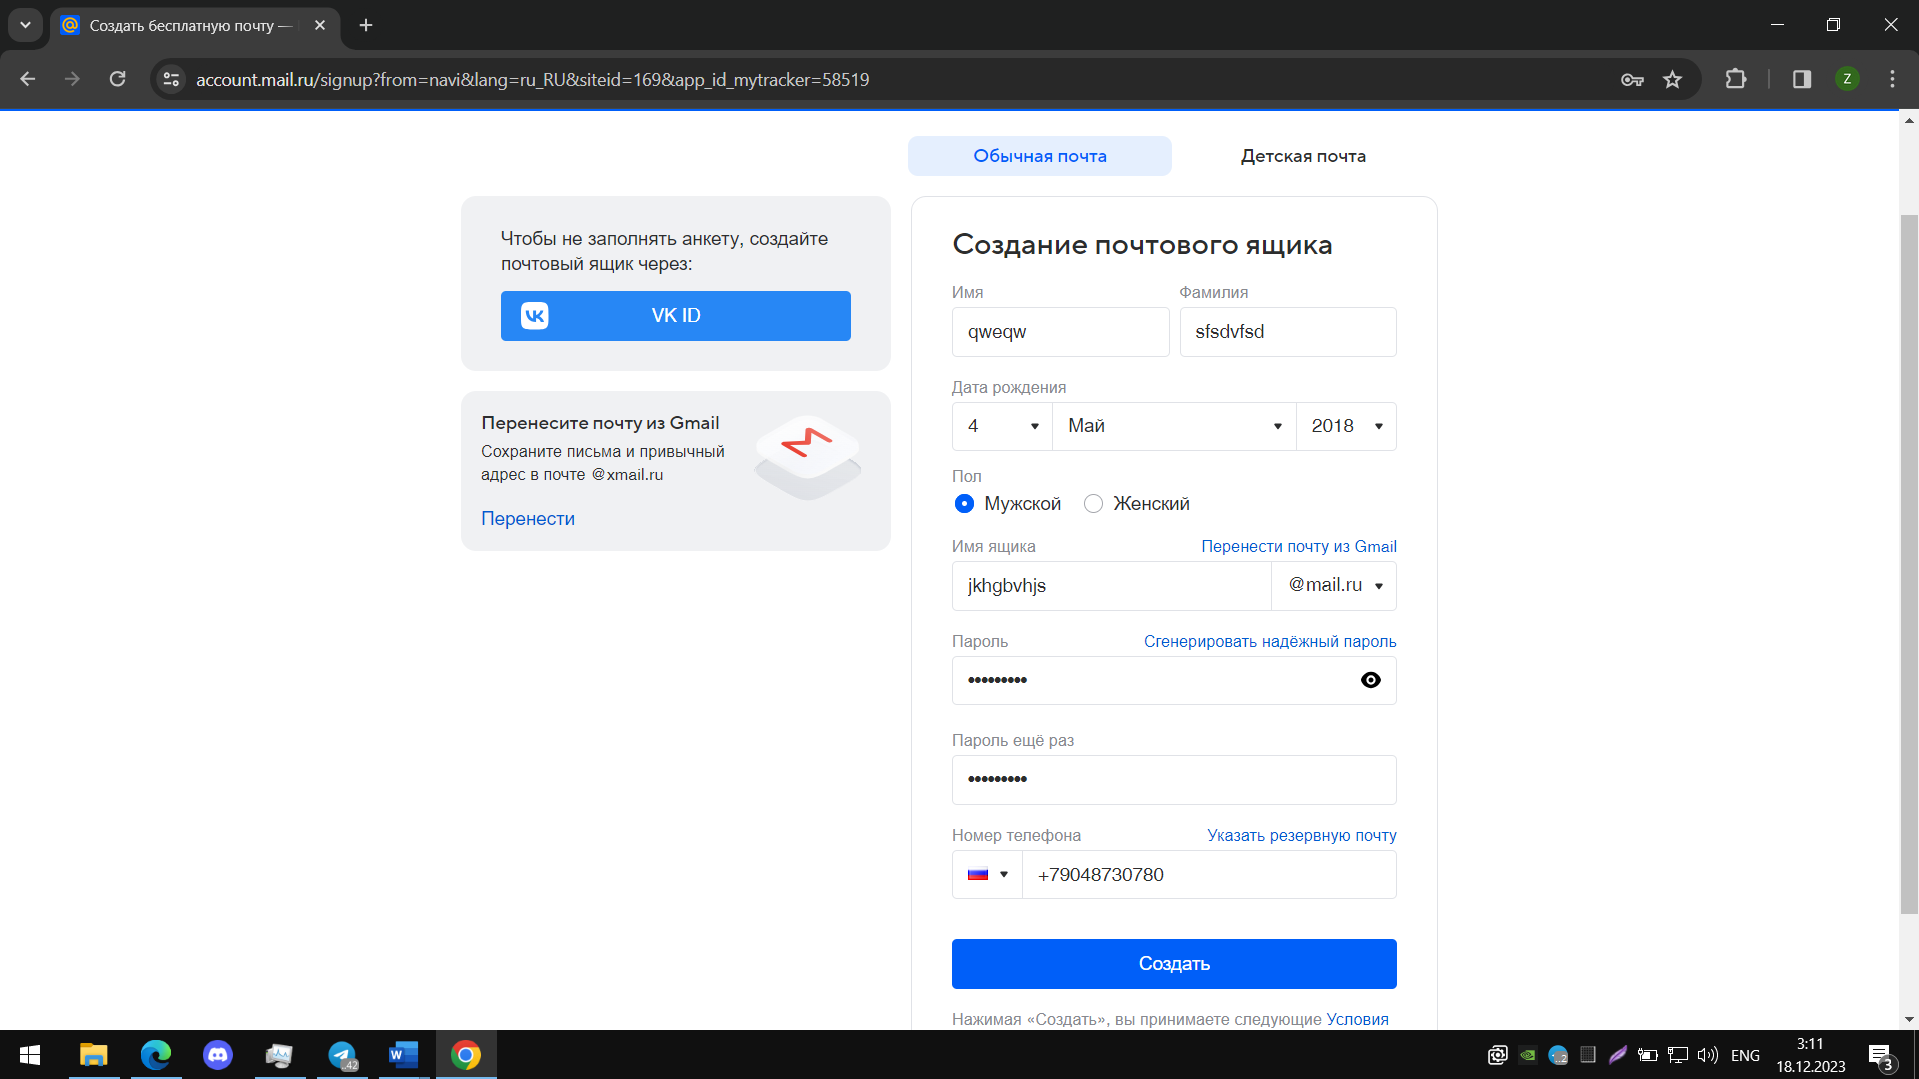 Создать бесплатную почту —
account.mail.ru/signup?from=navi&lang=ru_RU&siteid=169&app_id_mytracker=58519
Z
Обычная почта
Детская почта
Чтобы не заполнять анкету, создайте
почтовый ящик через:
VK ID
Перенесите почту из Gmail
Сохраните письма и привычный
адрес в почте @xmail.ru
Перенести
Создание почтового ящика
Имя
Фамилия
qweqw
sfsdvfsd
Дата рождения
4
Май
2018
Пол
Мужской
Женский
Имя ящика
Перенести почту из Gmail
jkhgbvhjs
@mail.ru
Пароль
Сгенерировать надёжный пароль
•••••••••
Пароль ещё раз
•••••••••
Номер телефона
Указать резервную почту
+79048730780
Создать
Нажимая «Создать», вы принимаете следующие Условия
42
W
..2
ENG
3:11
18.12.2023
3